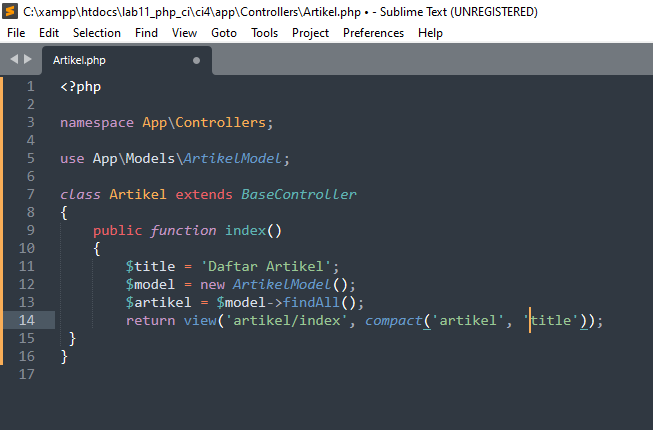 C:\xampp\htdocs\lab11_php_ci\ci4\app\Controllers\Artikel.php • - Sublime Text (UNREGISTERED)
File Edit Selection Find View Goto Tools Project Preferences Help
Artikel.php
1 <?php
2
3 namespace App\Controllers;
4
5 use App\Models\ArtikelModel;
6
7 class Artikel extends BaseController
8 {
9     public function index()
10     {
11         $title = 'Daftar Artikel';
12         $model = new ArtikelModel();
13         $artikel = $model->findAll();
14         return view('artikel/index', compact('artikel', 'title'));
15  }
16 }
17